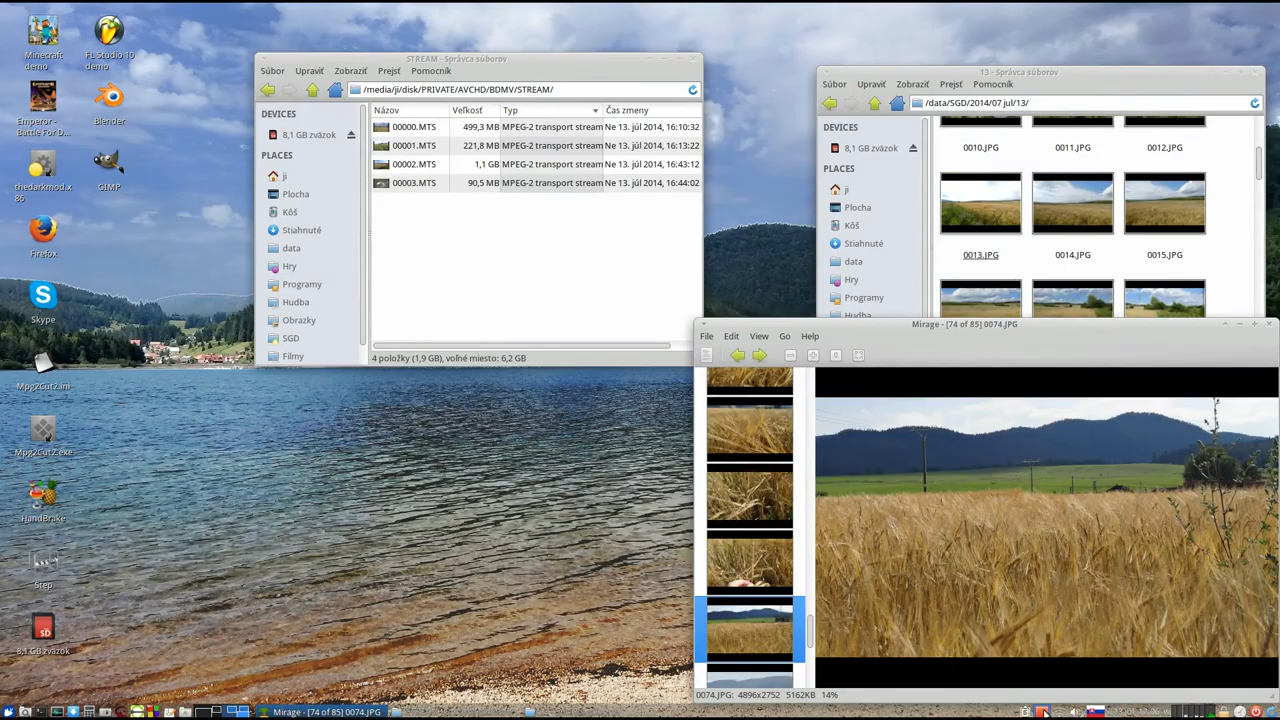 Minecraft
demo
FL Studio 10
demo
Emperor -
Battle For D...
Blender
thedarkmod.x
86
GIMP
Firefox
Skype
Mpg2Cut2.ini
Mpg2Cut2.exe
HandBrake
Step
SD
8,1 GB zväzok
STREAM - Správca súborov
Súbor Upraviť Zobraziť Prejsť Pomocník
/media/ji/disk/PRIVATE/AVCHD/BDMV/STREAM/
DEVICES
8,1 GB zväzok
PLACES
ji
Plocha
Kôš
Stiahnuté
data
Hry
Programy
Hudba
Obrazky
SGD
Filmy
Názov Veľkosť Typ Čas zmeny
00000.MTS 499,3 MB MPEG-2 transport stream Ne 13. júl 2014, 16:10:32
00001.MTS 221,8 MB MPEG-2 transport stream Ne 13. júl 2014, 16:13:22
00002.MTS 1,1 GB MPEG-2 transport stream Ne 13. júl 2014, 16:43:12
00003.MTS 90,5 MB MPEG-2 transport stream Ne 13. júl 2014, 16:44:02
4 položky (1,9 GB), voľné miesto: 6,2 GB
13 - Správca súborov
Súbor Upraviť Zobraziť Prejsť Pomocník
/data/SGD/2014/07 jul/13/
DEVICES
8,1 GB zväzok
PLACES
ji
Plocha
Kôš
Stiahnuté
data
Hry
Programy
Hudba
0010.JPG 0011.JPG 0012.JPG
0013.JPG 0014.JPG 0015.JPG
Mirage - [74 of 85] 0074.JPG
File Edit View Go Help
0074.JPG: 4896x2752 5162KB 14%
Mirage - [74 of 85] 0074.JPG